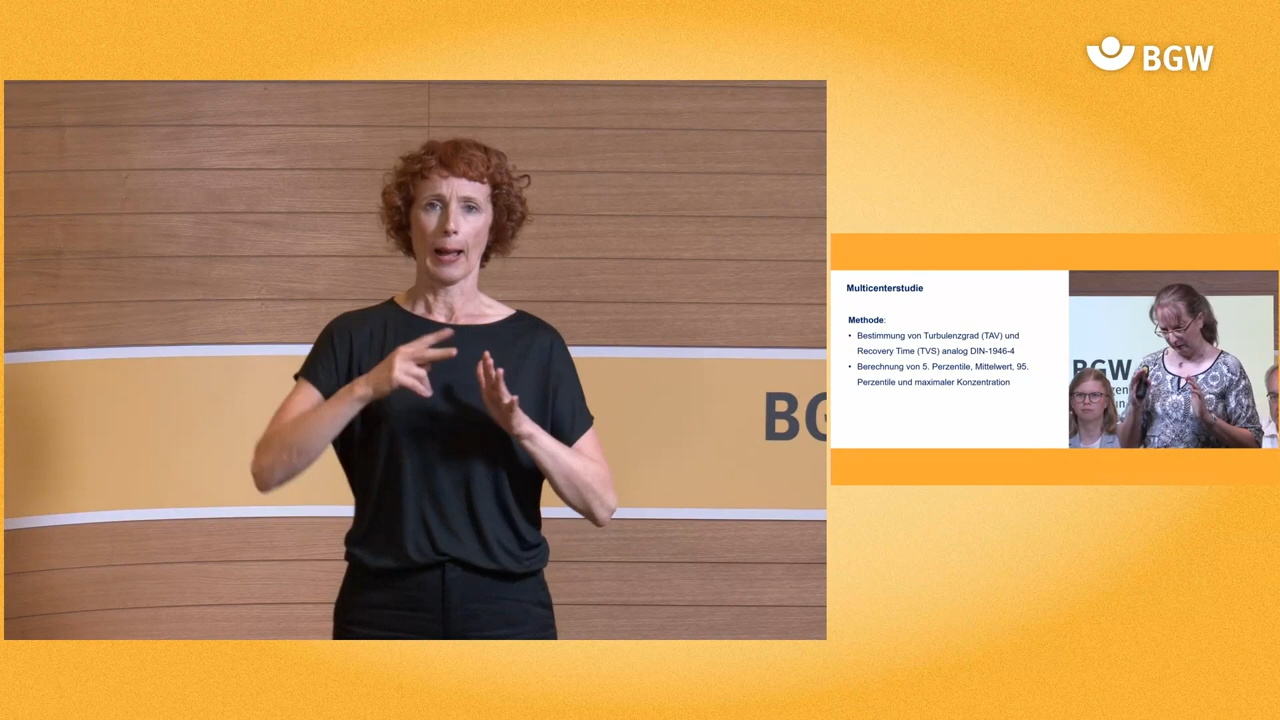 BGW
BG
Multicenterstudie
Methode:
• Bestimmung von Turbulenzgrad (TAV) und
Recovery Time (TVS) analog DIN-1946-4
• Berechnung von 5. Perzentile, Mittelwert, 95.
Perzentile und maximaler Konzentration
BGW